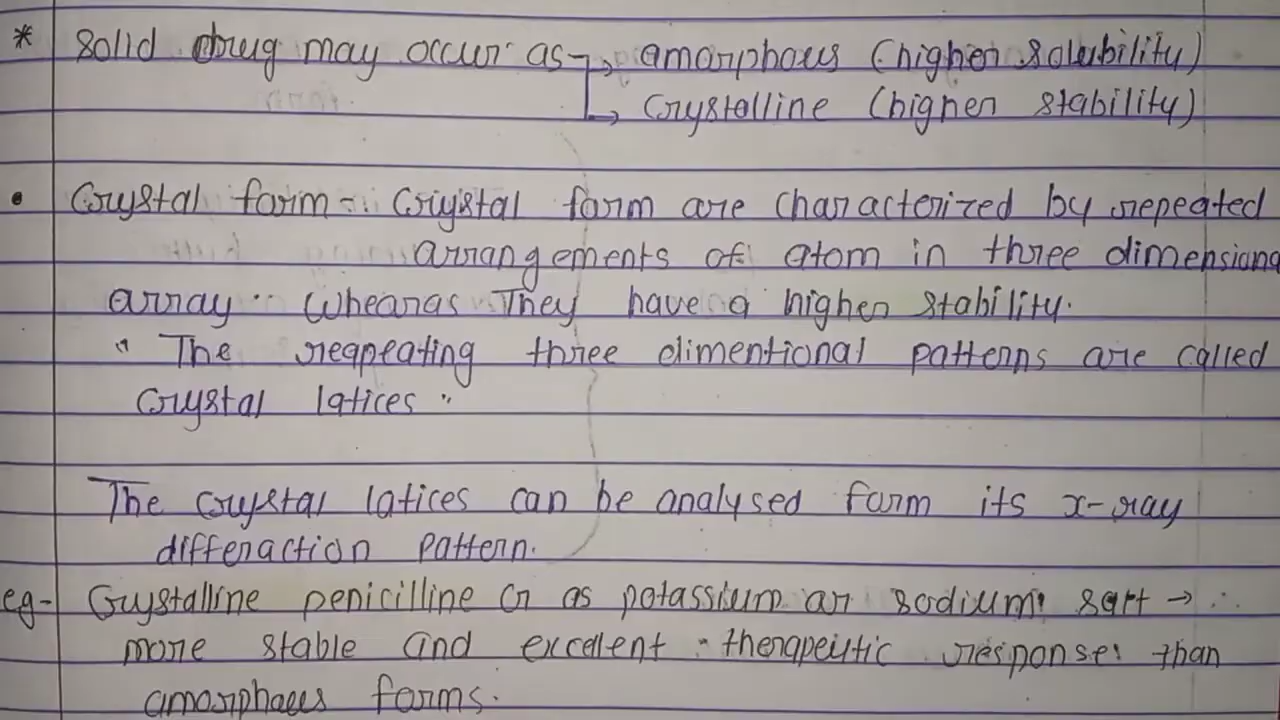 * Solid drug may occur as → amorphous (higher solubility)
→ Crystalline (higher stability)
• Crystal form - Criystal form are characterized by repeated
arrangements of atom in three dimensiona
array. Whearas They have a higher stability.
" The reapeating three dimentional patterns are called
Crystal latices "
The crystal latices can be analysed form its x-ray
differaction pattern.
eg- Crystalline penicilline G as potassium or sodium salt →
more stable and excellent therapeutic response than
amorphous forms.